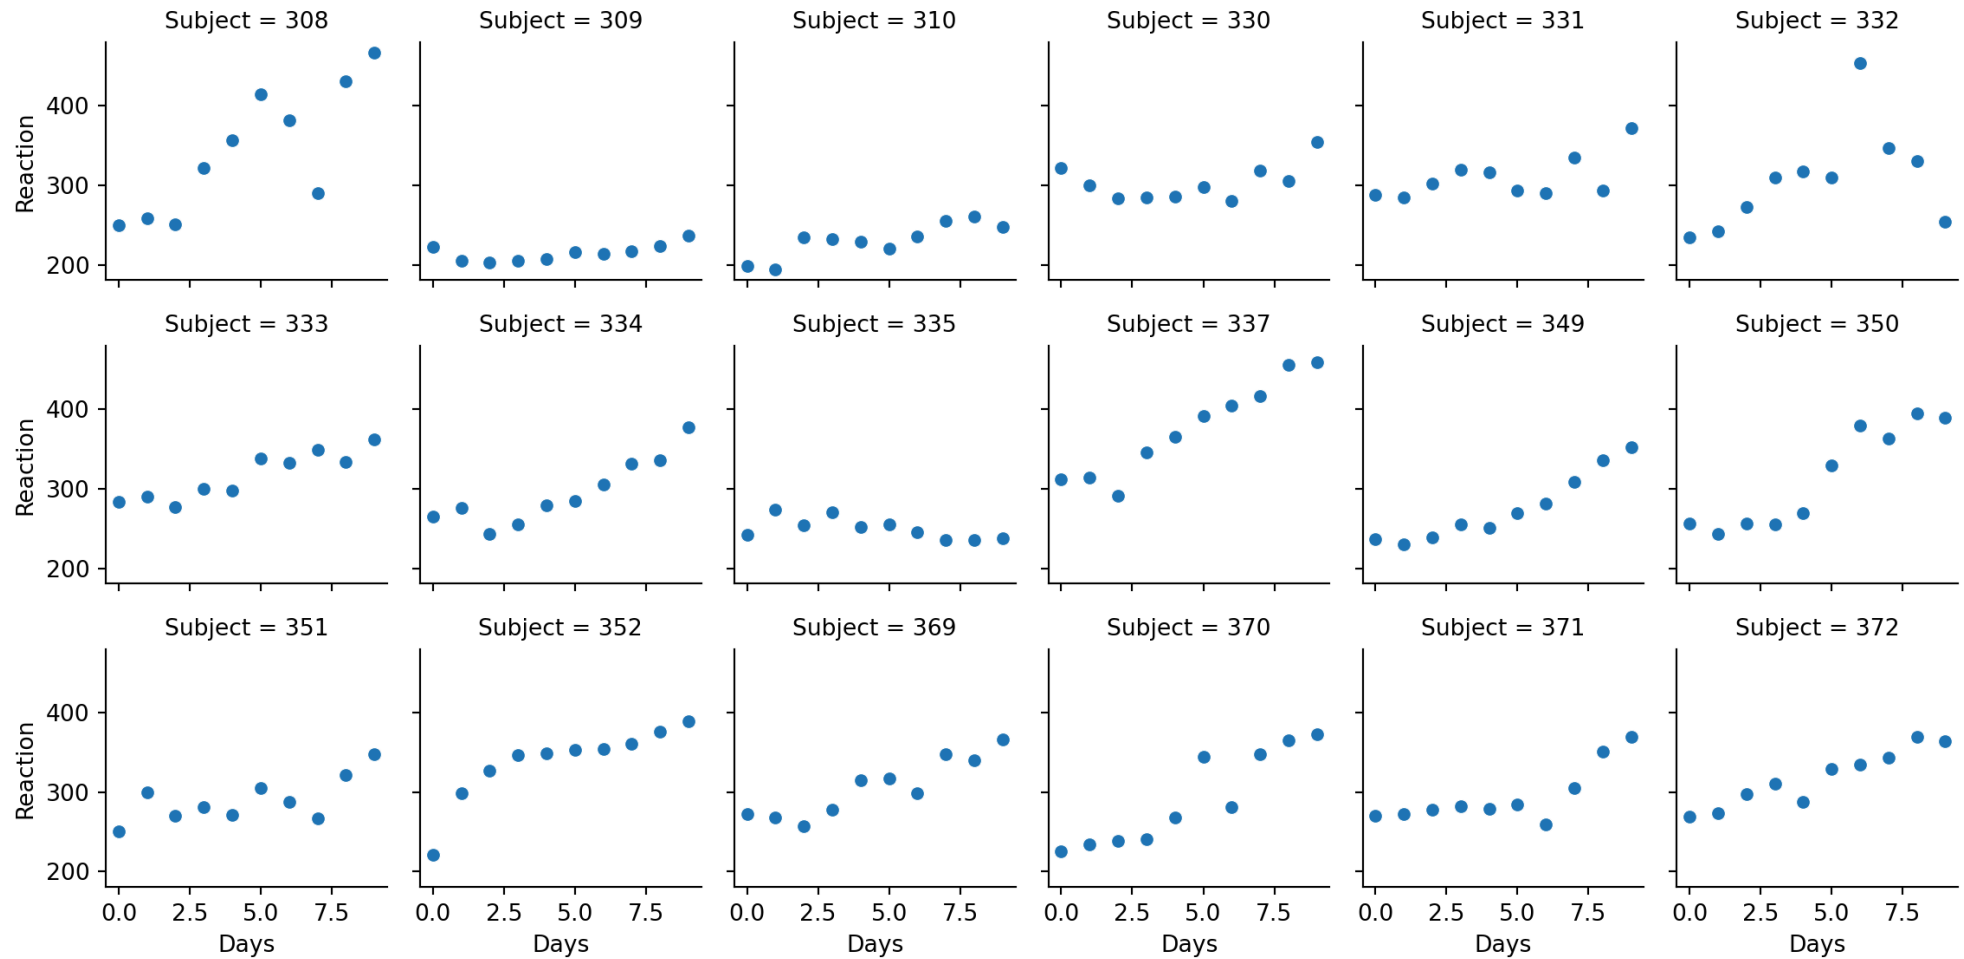 Subject = 308
Subject = 309
Subject = 310
Subject = 330
Subject = 331
Subject = 332
Reaction
400
300
200
Subject = 333
Subject = 334
Subject = 335
Subject = 337
Subject = 349
Subject = 350
Reaction
400
300
200
Subject = 351
Subject = 352
Subject = 369
Subject = 370
Subject = 371
Subject = 372
Reaction
400
300
200
0.0 2.5 5.0 7.5
0.0 2.5 5.0 7.5
0.0 2.5 5.0 7.5
0.0 2.5 5.0 7.5
0.0 2.5 5.0 7.5
0.0 2.5 5.0 7.5
Days
Days
Days
Days
Days
Days